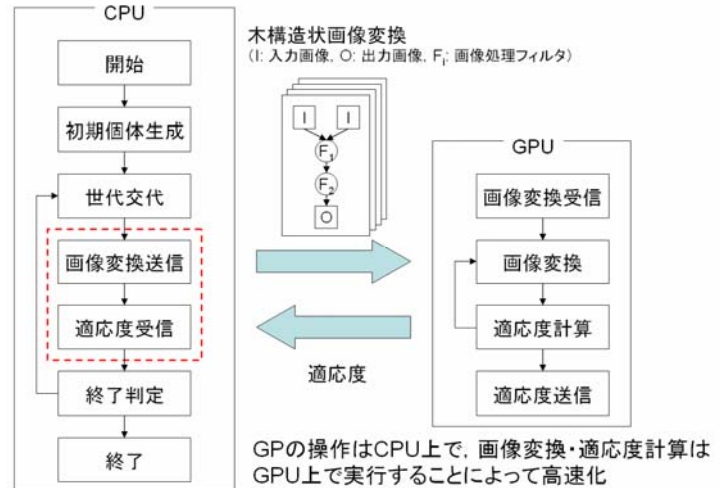 CPU
開始
初期個体生成
世代交代
画像変換送信
適応度受信
終了判定
終了
木構造状画像変換
(I: 入力画像, O: 出力画像, Fi: 画像処理フィルタ)
I I
F1
F2
O
適応度
GPU
画像変換受信
画像変換
適応度計算
適応度送信
GPの操作はCPU上で, 画像変換・適応度計算は
GPU上で実行することによって高速化